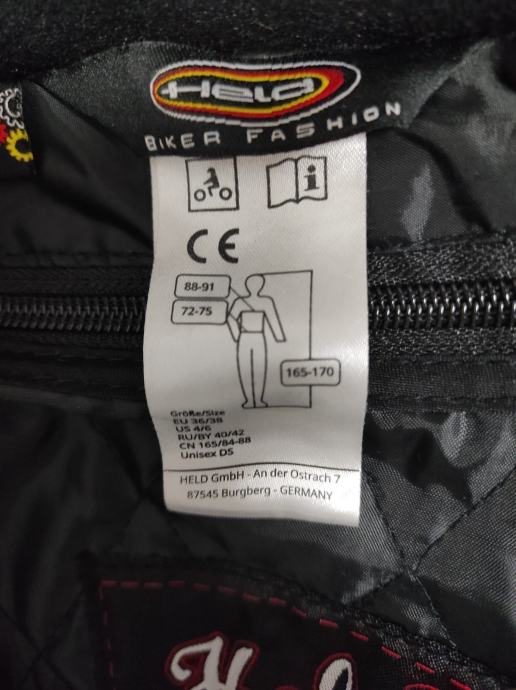 Held
BIKER FASHION
i
CE
88-91
72-75
165-170
Größe/Size
EU 36/38
US 4/6
RU/BY 40/42
CN 165/84-88
Unisex DS
HELD GmbH - An der Ostrach 7
87545 Burgberg - GERMANY